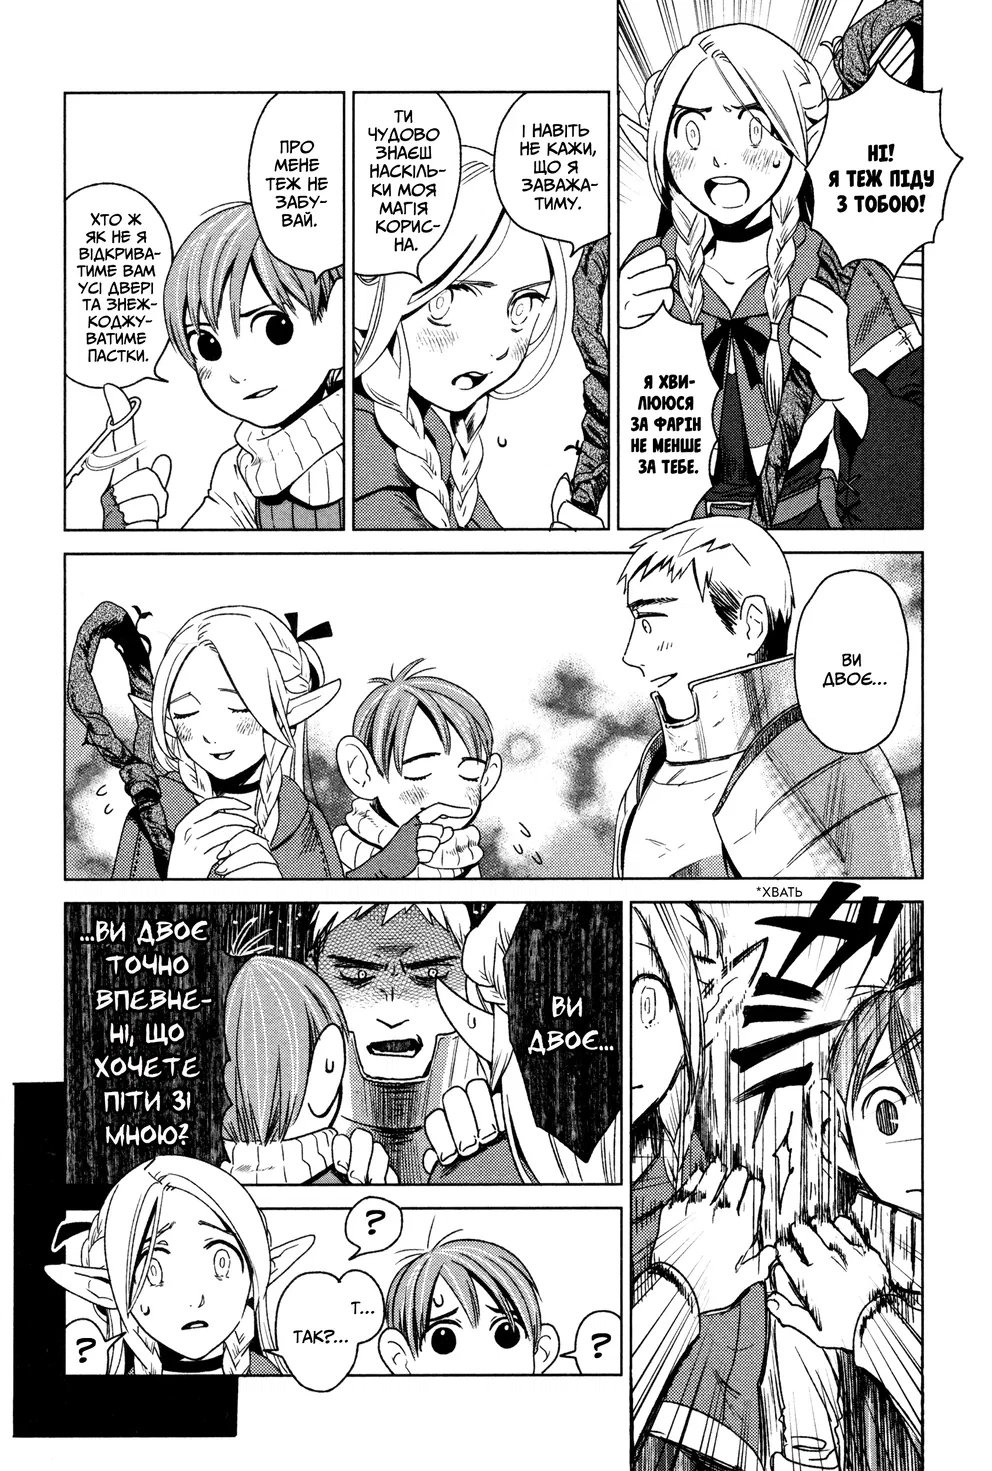 НІ!
Я ТЕЖ ПІДУ
З ТОБОЮ!
Я ХВИ-
ЛЮЮСЯ
ЗА ФАРІН
НЕ МЕНШЕ
ЗА ТЕБЕ.
І НАВІТЬ
НЕ КАЖИ,
ЩО Я
ЗАВАЖА-
ТИМУ.
ТИ
ЧУДОВО
ЗНАЄШ
НАСКІЛЬ-
КИ МОЯ
МАГІЯ
КОРИС-
НА.
ПРО
МЕНЕ
ТЕЖ НЕ
ЗАБУ-
ВАЙ.
ХТО Ж
ЯК НЕ Я
ВІДКРИВА-
ТИМЕ ВАМ
УСІ ДВЕРІ
ТА ЗНЕЖ-
КОДЖУ-
ВАТИМЕ
ПАСТКИ.
ВИ
ДВОЄ...
*ХВАТЬ
ВИ
ДВОЄ...
...ВИ ДВОЄ
ТОЧНО
ВПЕВНЕ-
НІ, ЩО
ХОЧЕТЕ
ПІТИ ЗІ
МНОЮ?
?
?
Т...
ТАК?...
?